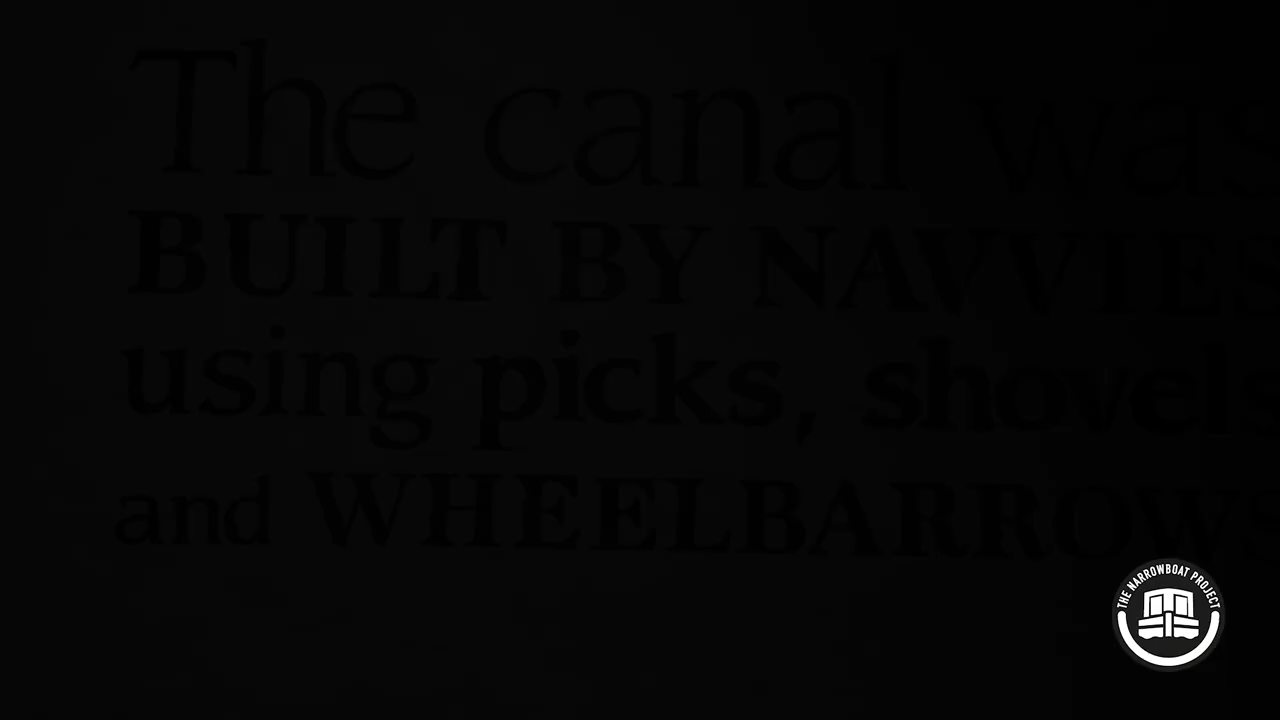 The canal was
BUILT BY NAVVIES
using picks, shovels
and WHEELBARROWS
THE NARROWBOAT PROJECT